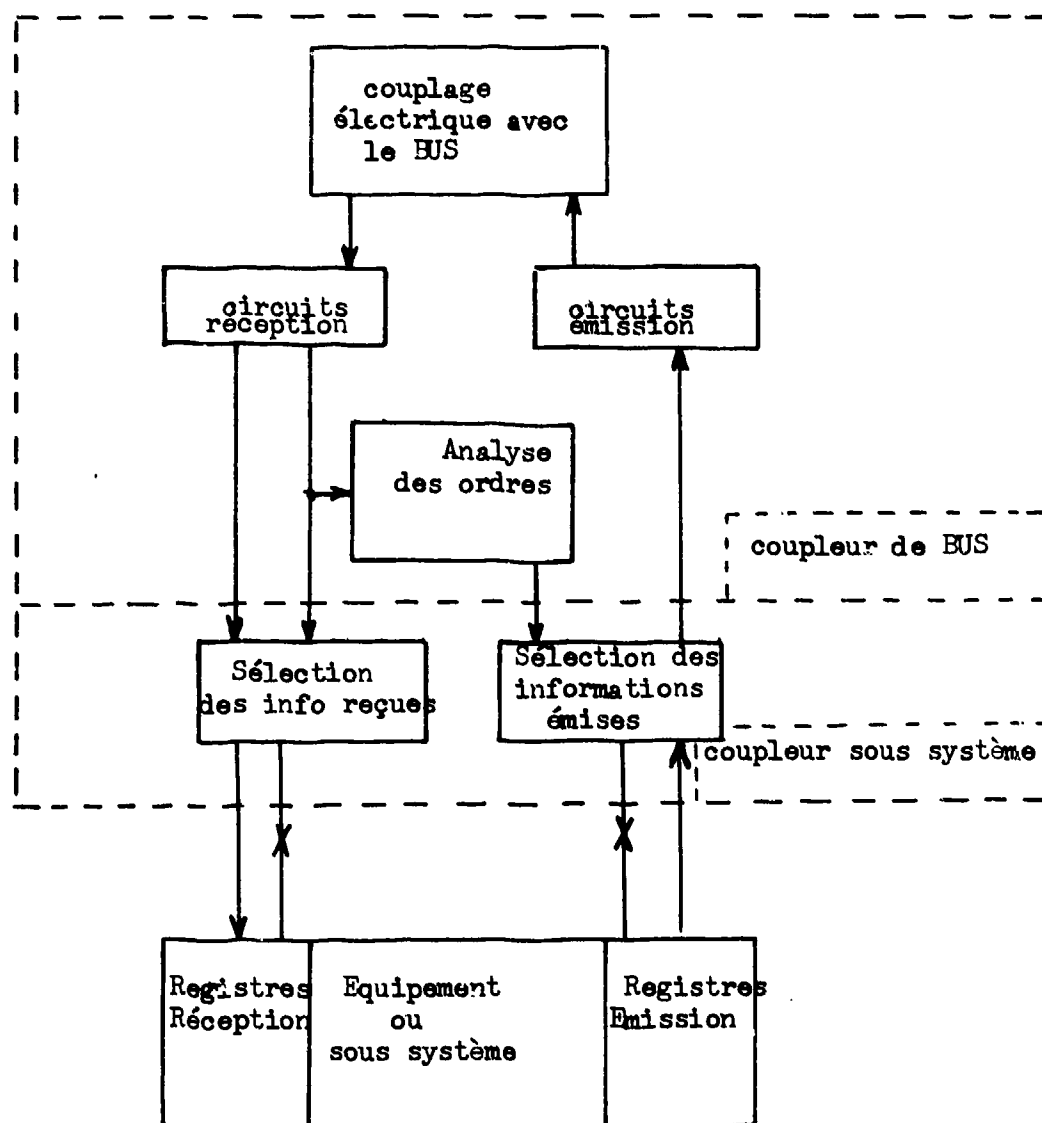 couplage
électrique avec
le BUS
circuits
réception
circuits
émission
Analyse
des ordres
coupleur de BUS
Sélection
des info reçues
Sélection des
informations
émises
coupleur sous système
Registres
Réception
Equipement
ou
sous système
Registres
Emission